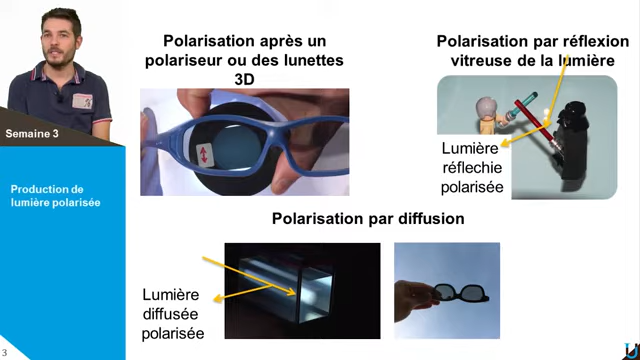 Semaine 3
Production de
lumière polarisée
3
Polarisation après un
polariseur ou des lunettes
3D
Polarisation par réflexion
vitreuse de la lumière
Lumière
réflechie
polarisée
Polarisation par diffusion
Lumière
diffusée
polarisée